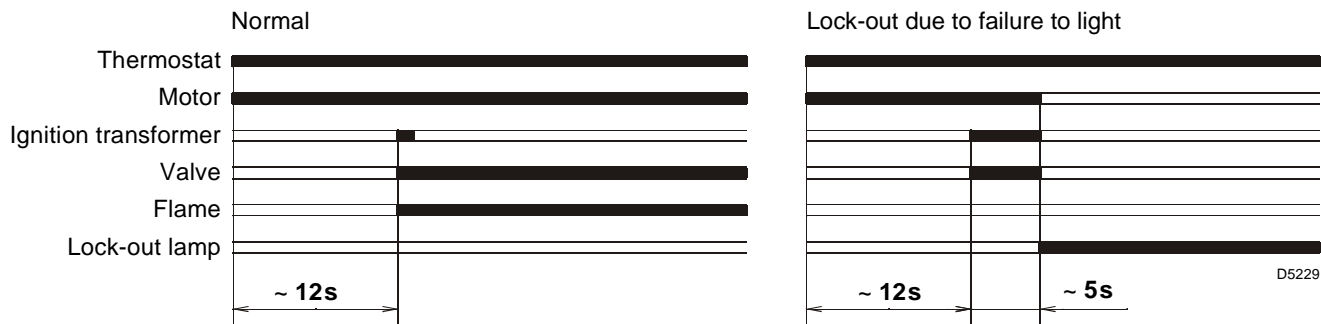 Normal
Lock-out due to failure to light
Thermostat
Motor
Ignition transformer
Valve
Flame
Lock-out lamp
D5229
~ 12s
~ 12s
~ 5s